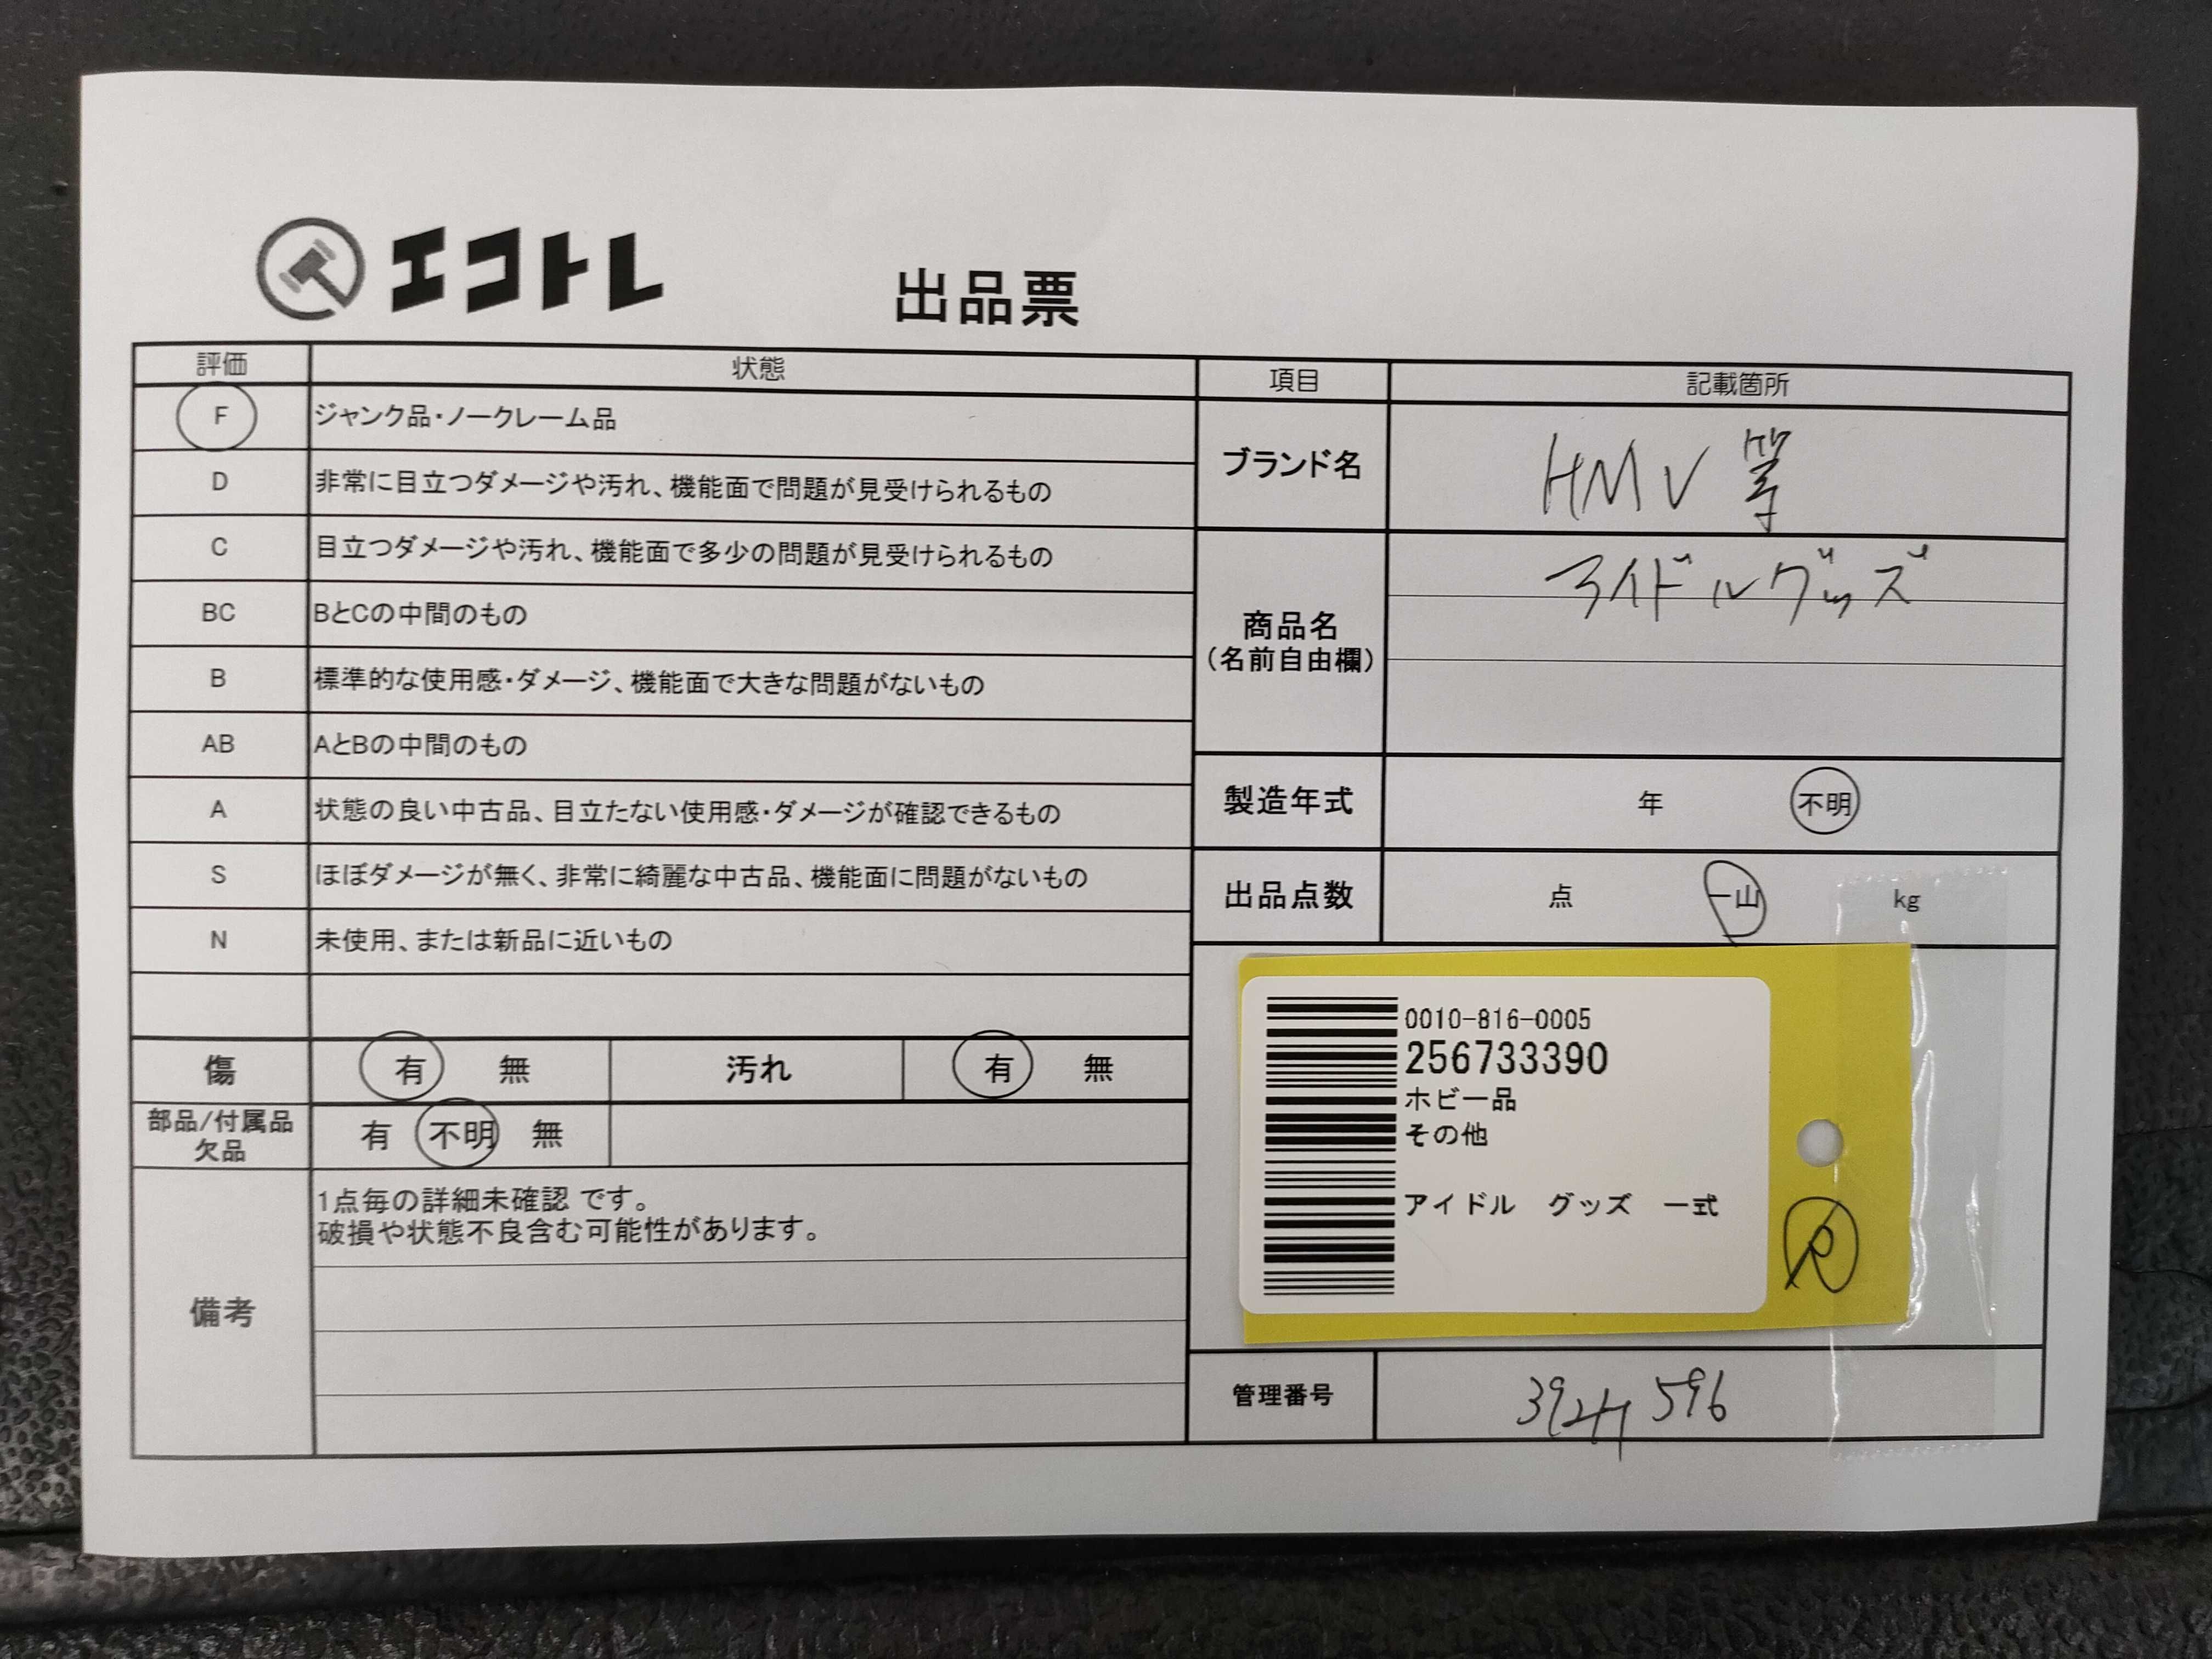 エコトレ
出品票
評価 状態
F ジャンク品・ノークレーム品
D 非常に目立つダメージや汚れ、機能面で問題が見受けられるもの
C 目立つダメージや汚れ、機能面で多少の問題が見受けられるもの
BC BとCの中間のもの
B 標準的な使用感・ダメージ、機能面で大きな問題がないもの
AB AとBの中間のもの
A 状態の良い中古品、目立たない使用感・ダメージが確認できるもの
S ほぼダメージが無く、非常に綺麗な中古品、機能面に問題がないもの
N 未使用、または新品に近いもの
傷 有 無 汚れ 有 無
部品/付属品
欠品
有 不明 無
備考
1点毎の詳細未確認 です。
破損や状態不良含む可能性があります。
項目 記載箇所
ブランド名 HMV 等
商品名
(名前自由欄)
アイドルグッズ
製造年式 年 不明
出品点数 点 一山 kg
0010-816-0005
256733390
ホビー品
その他
アイドル グッズ 一式
R
管理番号